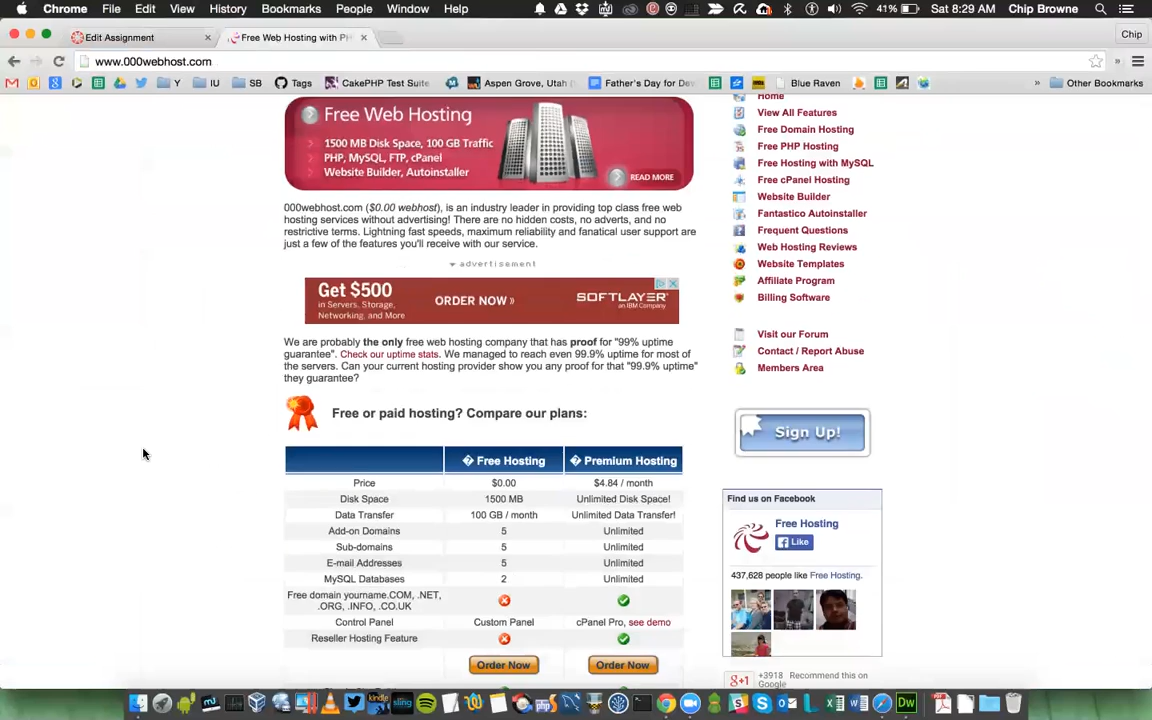 Chrome File Edit View History Bookmarks People Window Help 41% Sat 8:29 AM Chip Browne
Edit Assignment × Free Web Hosting with PH × Chip
www.000webhost.com
Y IU SB Tags CakePHP Test Suite Aspen Grove, Utah ( Father's Day for De Blue Raven » Other Bookmarks
Free Web Hosting
1500 MB Disk Space, 100 GB Traffic
PHP, MySQL, FTP, cPanel
Website Builder, Autoinstaller
READ MORE
000webhost.com ($0.00 webhost), is an industry leader in providing top class free web
hosting services without advertising! There are no hidden costs, no adverts, and no
restrictive terms. Lightning fast speeds, maximum reliability and fanatical user support are
just a few of the features you'll receive with our service.
advertisement
Get $500
in Servers, Storage,
Networking, and More
ORDER NOW »
SOFTLAYER
an IBM Company
We are probably the only free web hosting company that has proof for "99% uptime
guarantee". Check our uptime stats. We managed to reach even 99.9% uptime for most of
the servers. Can your current hosting provider show you any proof for that "99.9% uptime"
they guarantee?
Free or paid hosting? Compare our plans:
� Free Hosting � Premium Hosting
Price $0.00 $4.84 / month
Disk Space 1500 MB Unlimited Disk Space!
Data Transfer 100 GB / month Unlimited Data Transfer!
Add-on Domains 5 Unlimited
Sub-domains 5 Unlimited
E-mail Addresses 5 Unlimited
MySQL Databases 2 Unlimited
Free domain yourname.COM, .NET,
.ORG, .INFO, .CO.UK
Control Panel Custom Panel cPanel Pro, see demo
Reseller Hosting Feature
Order Now Order Now
Home
View All Features
Free Domain Hosting
Free PHP Hosting
Free Hosting with MySQL
Free cPanel Hosting
Website Builder
Fantastico Autoinstaller
Frequent Questions
Web Hosting Reviews
Website Templates
Affiliate Program
Billing Software
Visit our Forum
Contact / Report Abuse
Members Area
Sign Up!
Find us on Facebook
Free Hosting
Like
437,628 people like Free Hosting.
g+1 +3918 Recommend this on
Google
kindle
sling
php
Dw